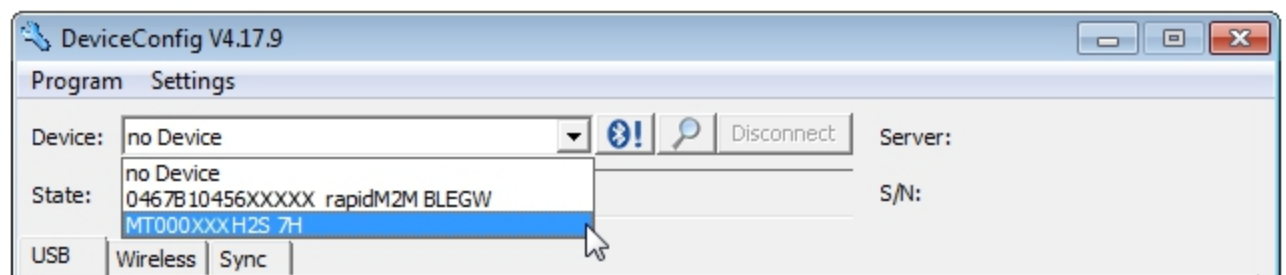 DeviceConfig V4.17.9
Program Settings
Device: no Device Disconnect Server:
no Device
State: 0467B10456XXXXX rapidM2M BLEGW S/N:
MT000XXX H2S 7H
USB Wireless Sync